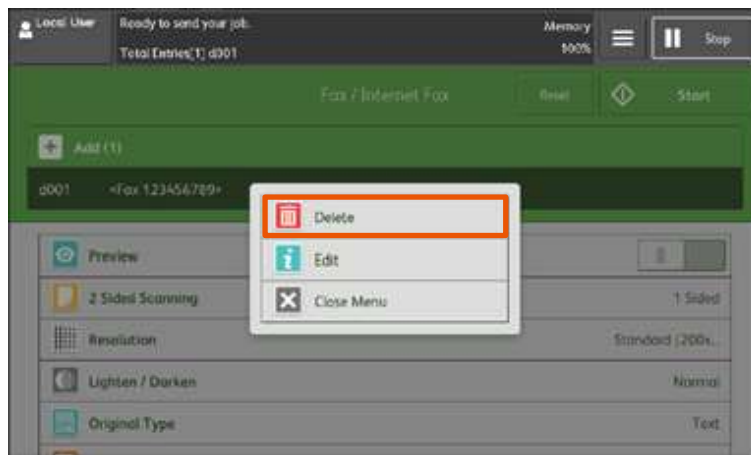 Local User
Ready to send your job.
Total Entries[1] d001
Memory
100%
Stop
Fax / Internet Fax
Reset
Start
Add (1)
d001 <Fax 123456789>
Delete
Edit
Close Menu
Preview
2 Sided Scanning
1 Sided
Resolution
Standard (200x...
Lighten / Darken
Normal
Original Type
Text